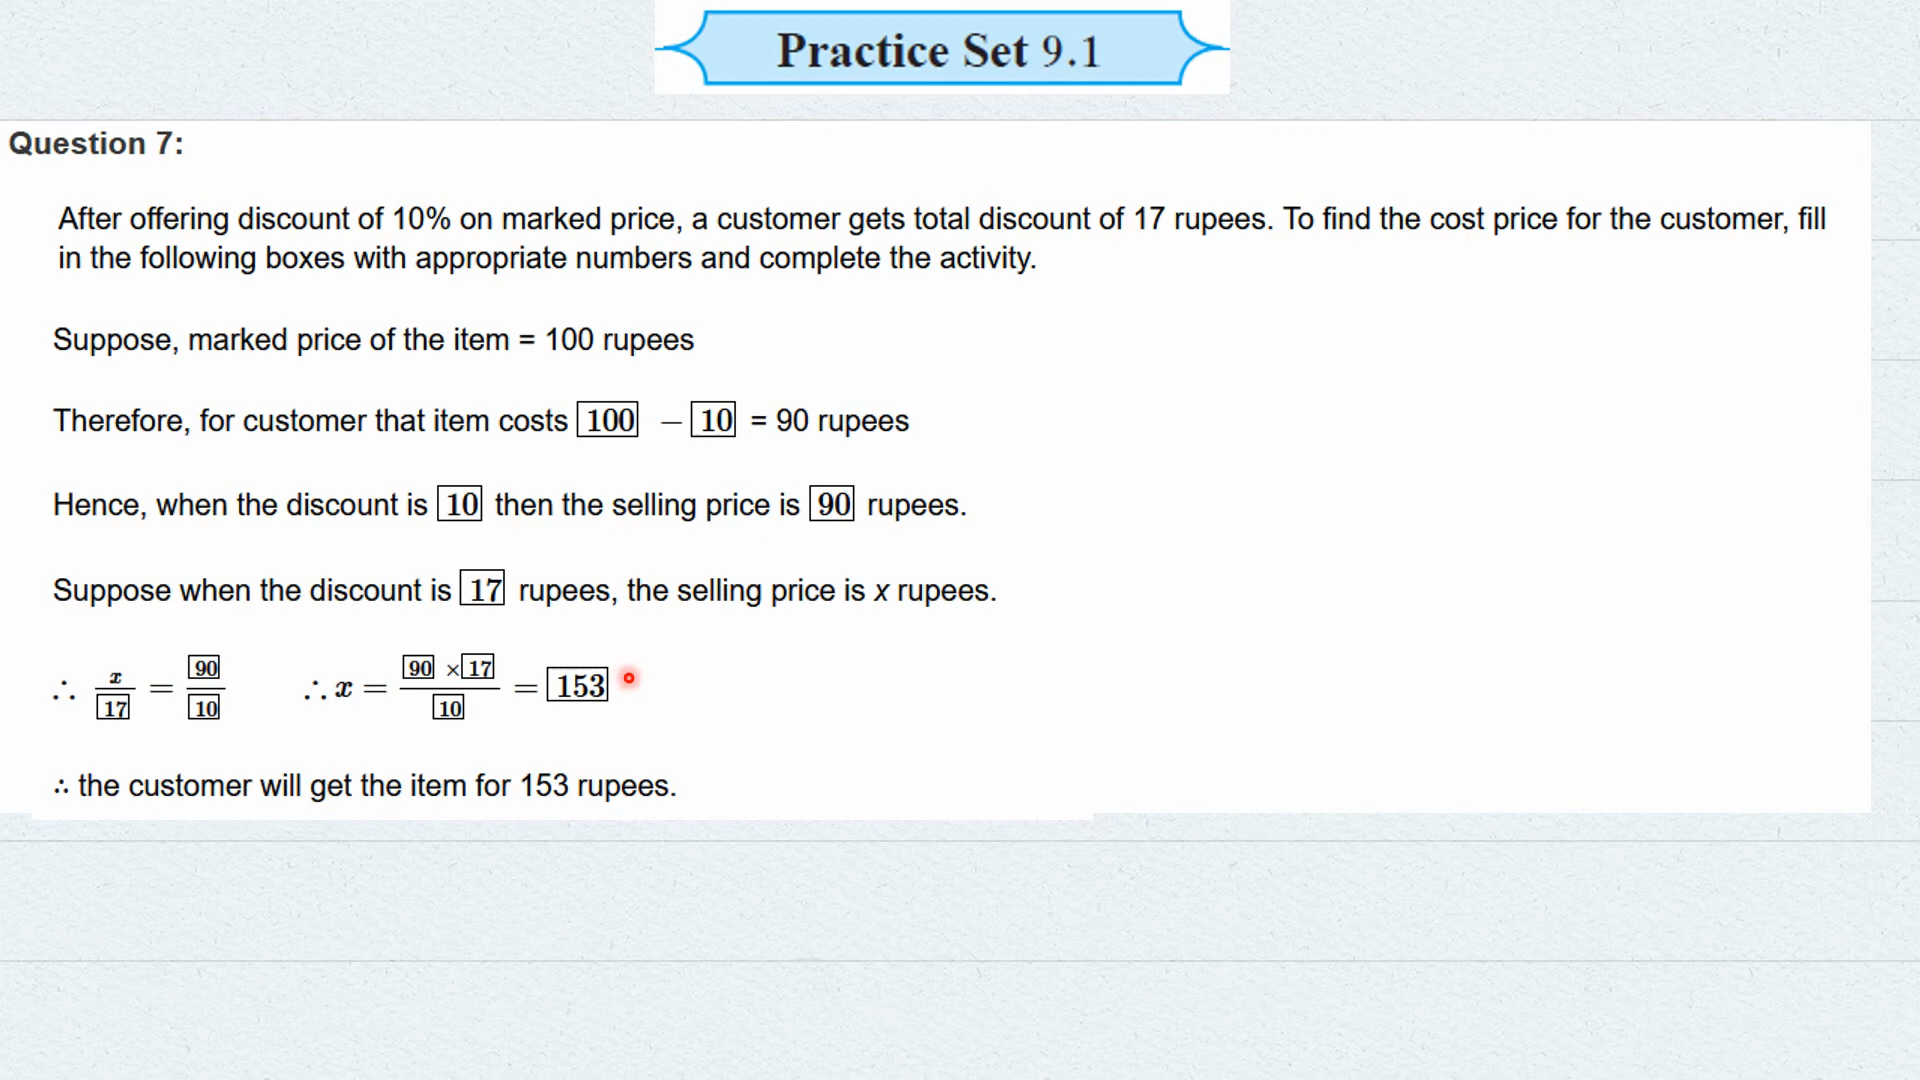 Practice Set 9.1
Question 7:
After offering discount of 10% on marked price, a customer gets total discount of 17 rupees. To find the cost price for the customer, fill
in the following boxes with appropriate numbers and complete the activity.
Suppose, marked price of the item = 100 rupees
Therefore, for customer that item costs 100 − 10 = 90 rupees
Hence, when the discount is 10 then the selling price is 90 rupees.
Suppose when the discount is 17 rupees, the selling price is x rupees.
∴ x/17 = 90/10 ∴ x = 90 × 17/10 = 153
∴ the customer will get the item for 153 rupees.